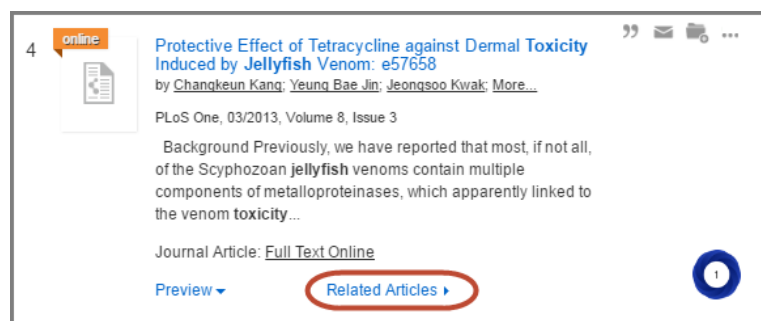 4
online
Protective Effect of Tetracycline against Dermal Toxicity
Induced by Jellyfish Venom: e57658
by Changkeun Kang; Yeung Bae Jin; Jeongsoo Kwak; More...
PLoS One, 03/2013, Volume 8, Issue 3
Background Previously, we have reported that most, if not all,
of the Scyphozoan jellyfish venoms contain multiple
components of metalloproteinases, which apparently linked to
the venom toxicity...
Journal Article: Full Text Online
Preview
Related Articles
1